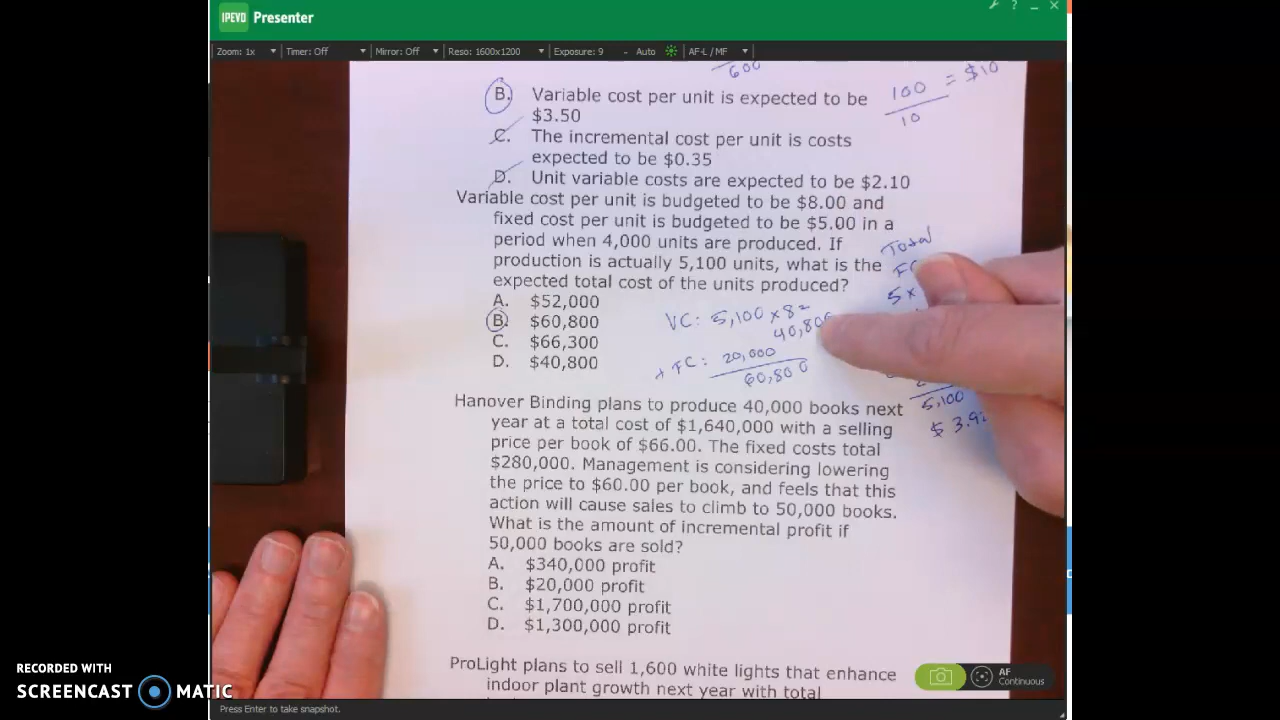 IPEVO Presenter
Zoom: 1x Timer: Off Mirror: Off Reso: 1600x1200 Exposure: 9 - Auto AF-L / MF
600
B. Variable cost per unit is expected to be
$3.50
100
10
= $10
C. The incremental cost per unit is costs
expected to be $0.35
D. Unit variable costs are expected to be $2.10
Variable cost per unit is budgeted to be $8.00 and
fixed cost per unit is budgeted to be $5.00 in a
period when 4,000 units are produced. If
production is actually 5,100 units, what is the
expected total cost of the units produced?
Total
5 x
A. $52,000
B. $60,800
C. $66,300
D. $40,800
VC: 5,100 x 8 =
+ FC: 20,000
60,800
5,100
Hanover Binding plans to produce 40,000 books next
year at a total cost of $1,640,000 with a selling
price per book of $66.00. The fixed costs total
$280,000. Management is considering lowering
the price to $60.00 per book, and feels that this
action will cause sales to climb to 50,000 books.
What is the amount of incremental profit if
50,000 books are sold?
A. $340,000 profit
B. $20,000 profit
C. $1,700,000 profit
D. $1,300,000 profit
ProLight plans to sell 1,600 white lights that enhance
indoor plant growth next year with total
AF
Continuous
RECORDED WITH
SCREENCAST MATIC
Press Enter to take snapshot.